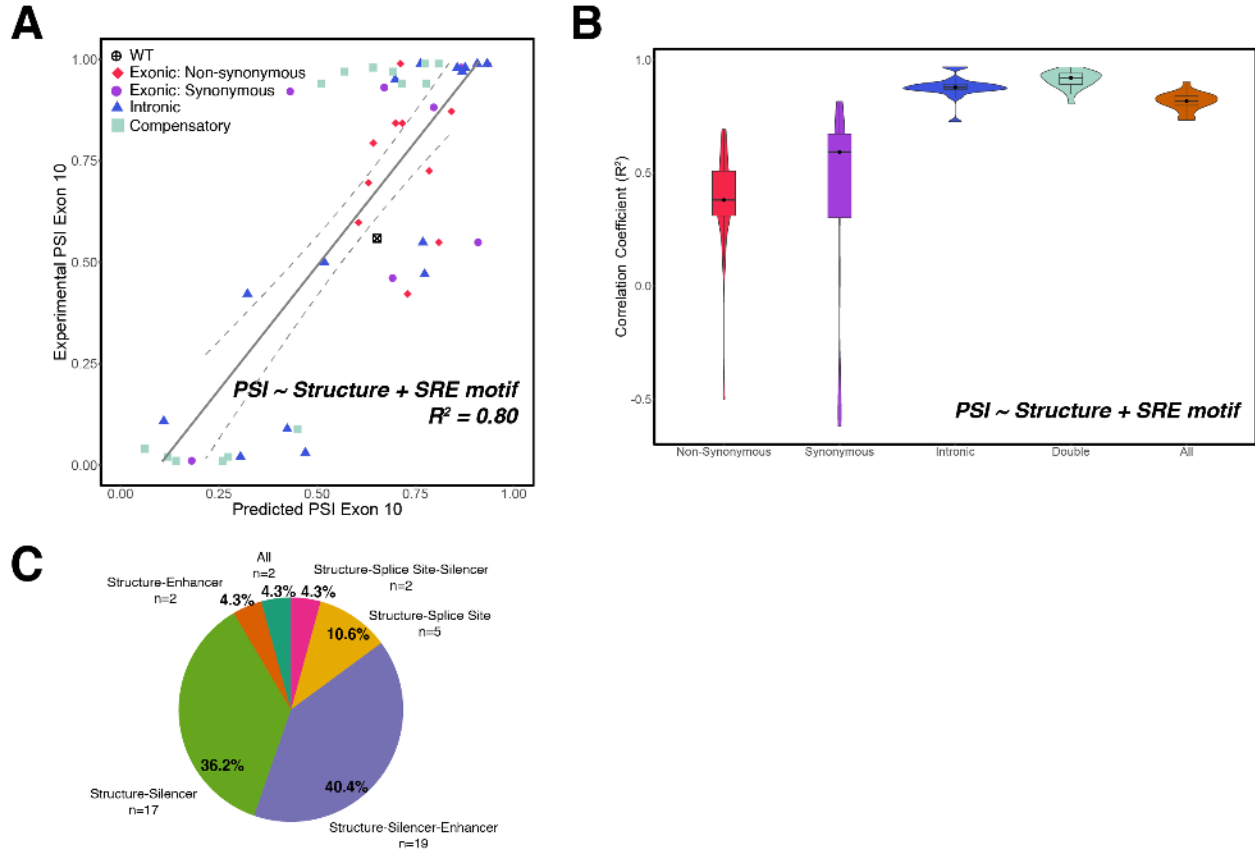 A
WT
Exonic: Non-synonymous
Exonic: Synonymous
Intronic
Compensatory
1.00
0.75
0.50
0.25
0.00
Experimental PSI Exon 10
PSI ~ Structure + SRE motif
R² = 0.80
0.00 0.25 0.50 0.75 1.00
Predicted PSI Exon 10
B
1.0
0.5
0.0
-0.5
Correlation Coefficient (R²)
PSI ~ Structure + SRE motif
Non-Synonymous Synonymous Intronic Double All
C
All
n=2
Structure-Splice Site-Silencer
n=2
Structure-Enhancer
n=2
4.3% 4.3% 4.3%
Structure-Splice Site
n=5
10.6%
36.2%
40.4%
Structure-Silencer
n=17
Structure-Silencer-Enhancer
n=19